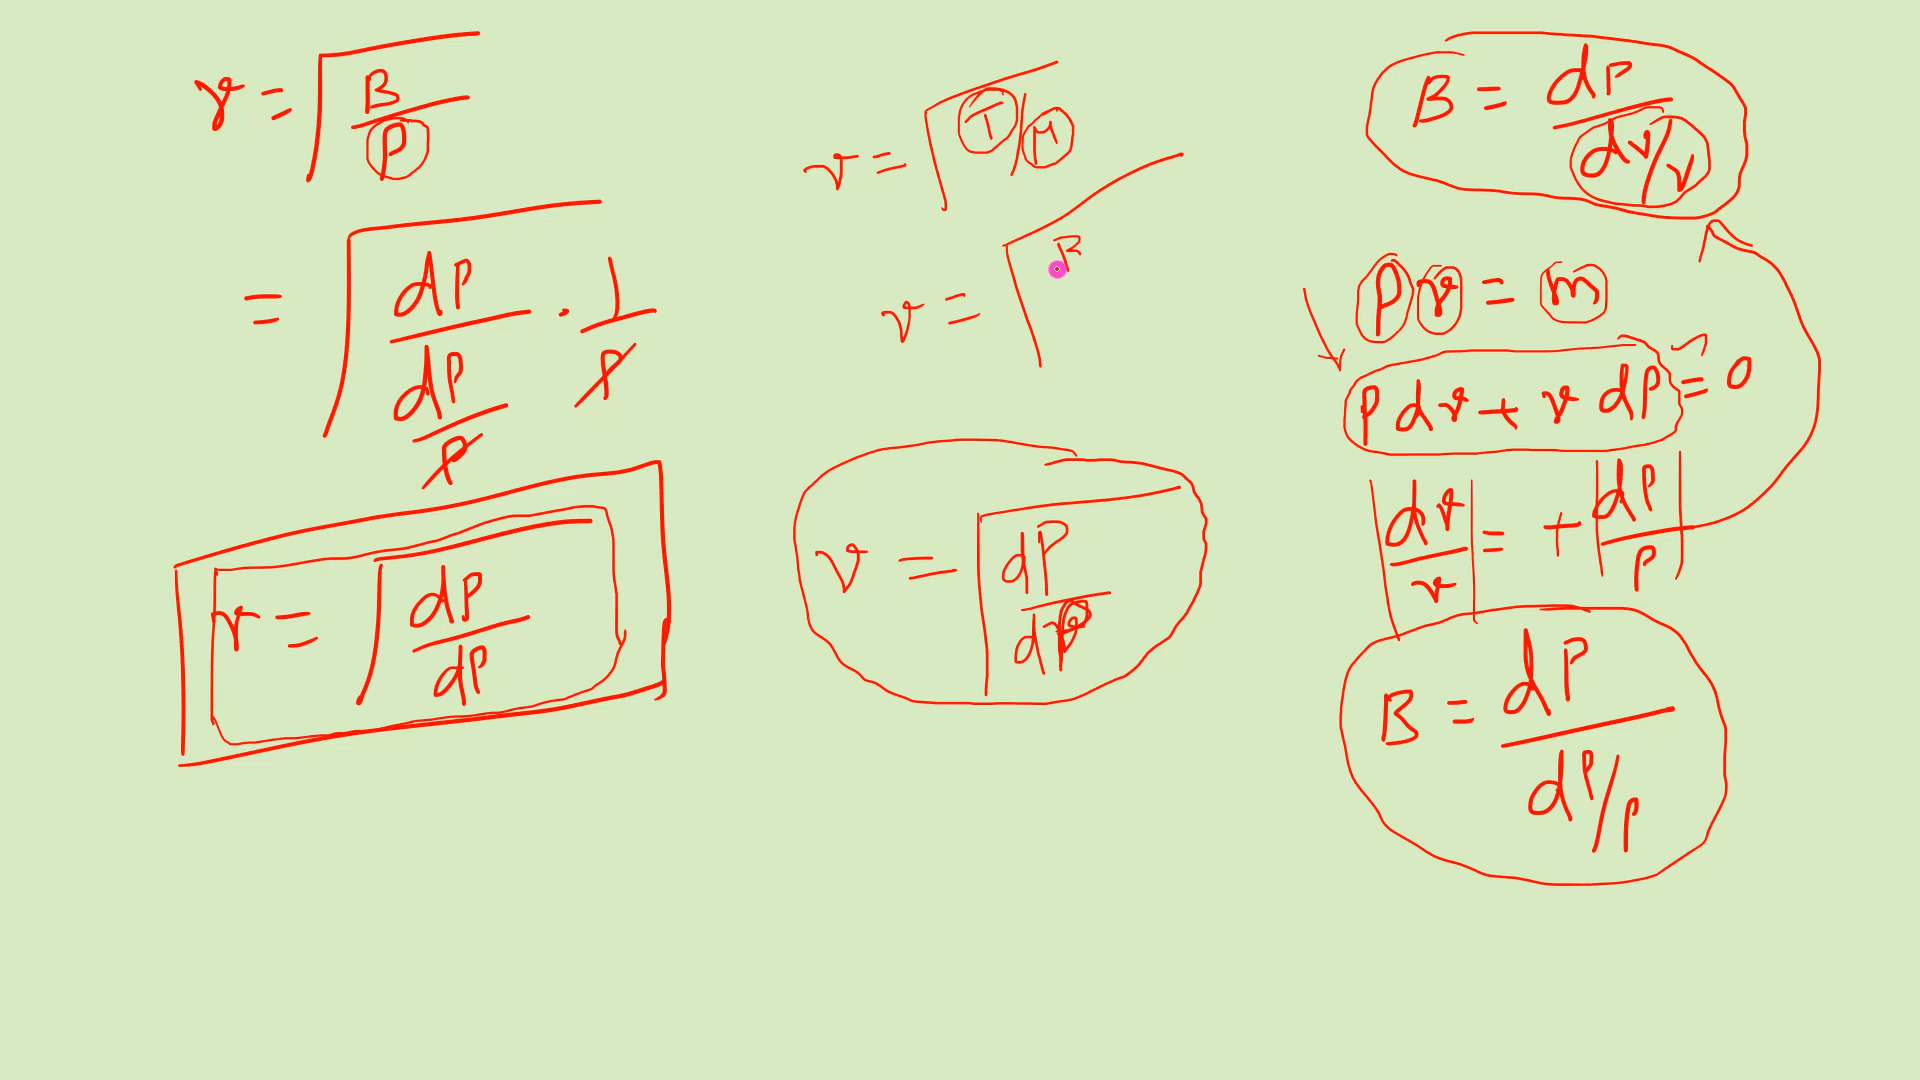 v = √(B/ρ)
= √((dP/(dρ/ρ)) · 1/ρ)
v = √(dP/dρ)
v = √(T/μ)
v = √B
v = √(dP/dρ)
B = dP/(dv/v)
ρv = m
ρdv + vdρ = 0
|dv/v| = +|dρ/ρ|
B = dP/(dρ/ρ)